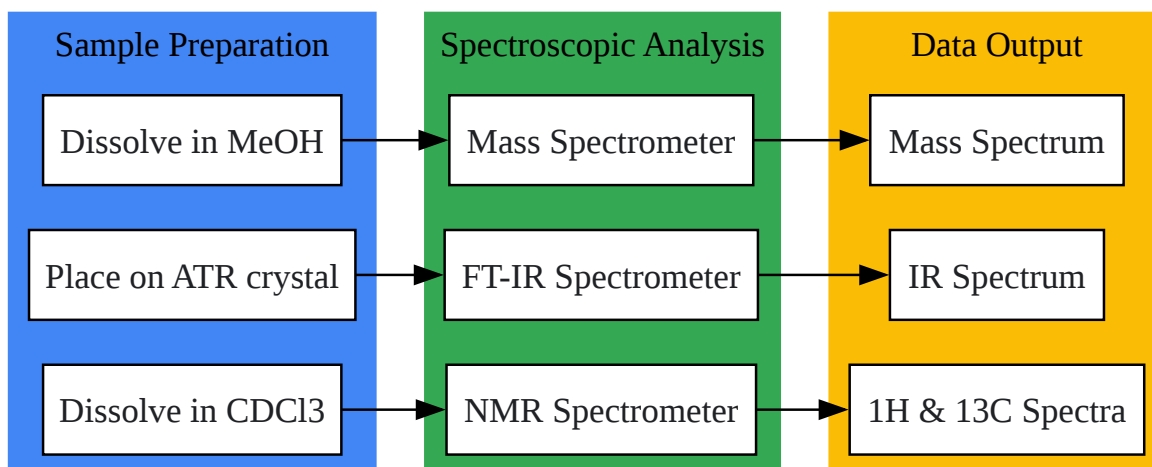 Sample Preparation
Spectroscopic Analysis
Data Output
Dissolve in MeOH
Mass Spectrometer
Mass Spectrum
Place on ATR crystal
FT-IR Spectrometer
IR Spectrum
Dissolve in CDCl3
NMR Spectrometer
1H & 13C Spectra